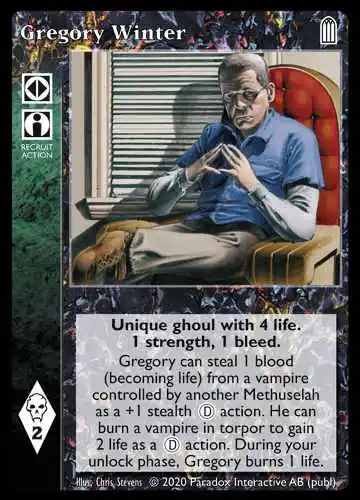 Gregory Winter
RECRUIT
ACTION
Unique ghoul with 4 life.
1 strength, 1 bleed.
Gregory can steal 1 blood
(becoming life) from a vampire
controlled by another Methuselah
as a +1 stealth Ⓓ action. He can
burn a vampire in torpor to gain
2 life as a Ⓓ action. During your
unlock phase, Gregory burns 1 life.
2
Illus: Chris Stevens © 2020 Paradox Interactive AB (publ)